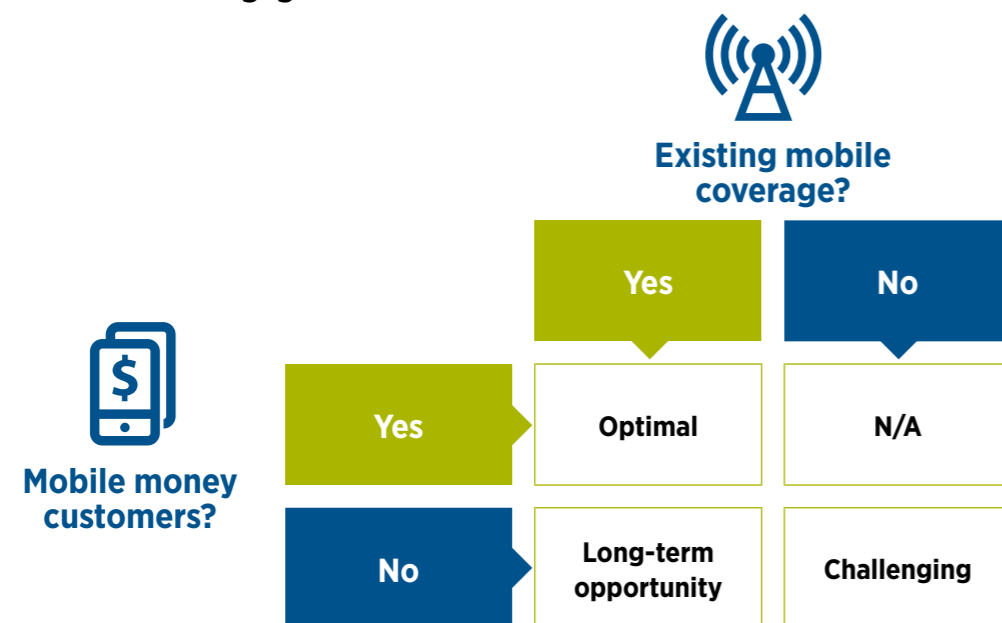 Existing mobile
coverage?
Yes
No
$
Mobile money
customers?
Yes
Optimal
N/A
No
Long-term
opportunity
Challenging